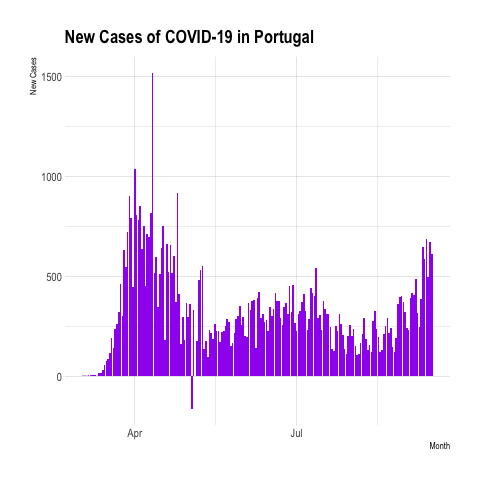 New Cases of COVID-19 in Portugal
New Cases
1500
1000
500
0
Apr
Jul
Month